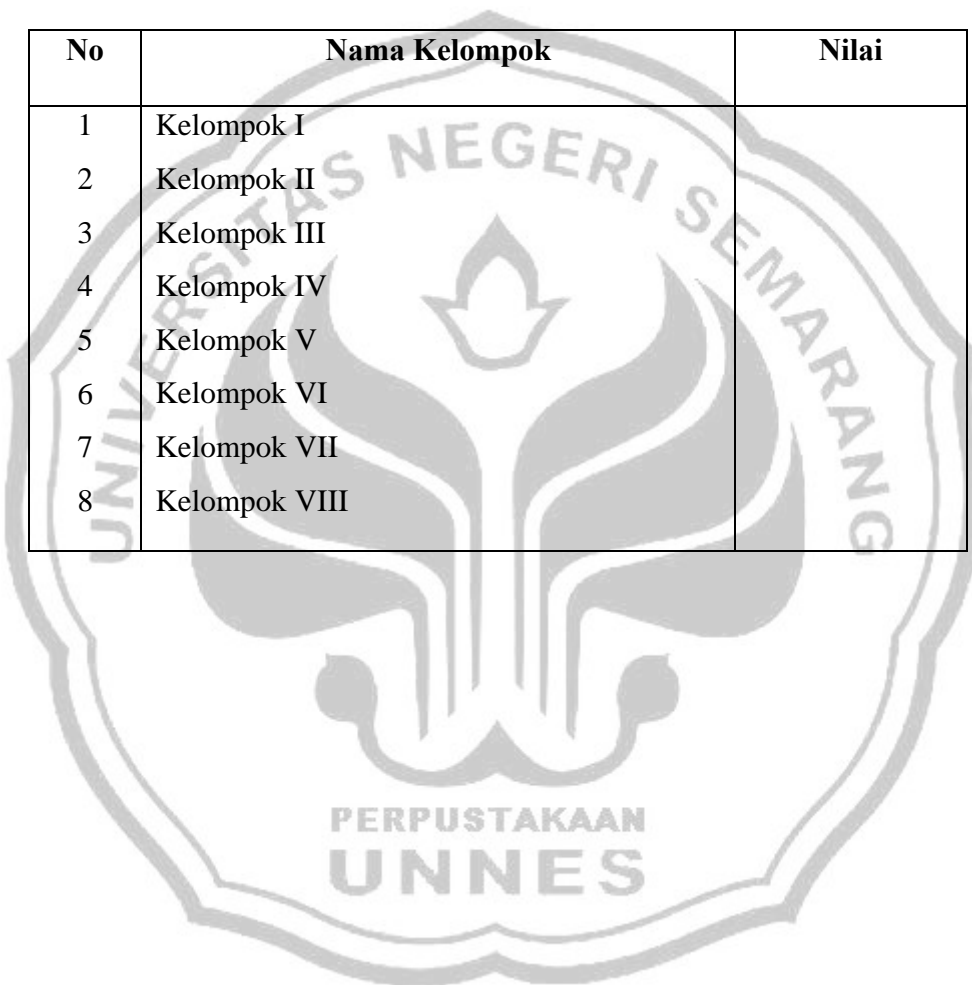 No Nama Kelompok Nilai
1 Kelompok I
2 Kelompok II
3 Kelompok III
4 Kelompok IV
5 Kelompok V
6 Kelompok VI
7 Kelompok VII
8 Kelompok VIII
UNIVERSITAS NEGERI SEMARANG
PERPUSTAKAAN
UNNES